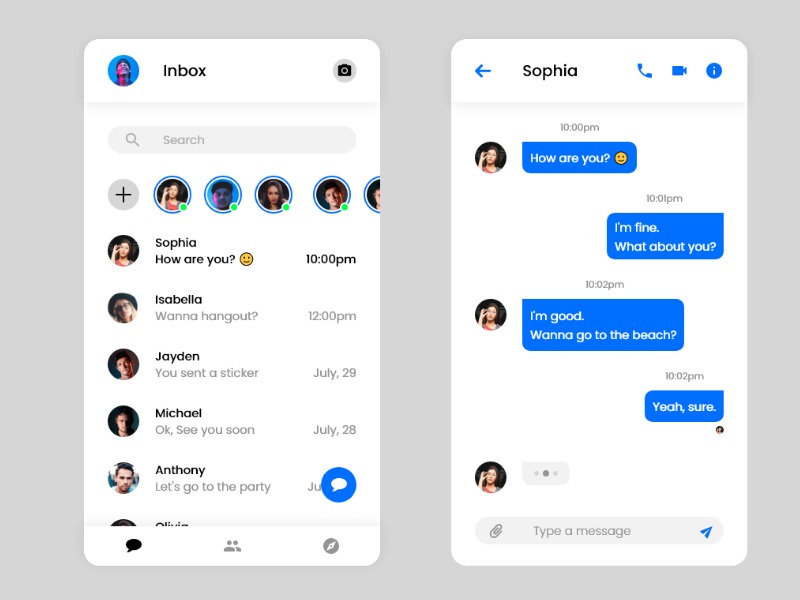 Inbox
Search
Sophia
How are you? 🙂
10:00pm
Isabella
Wanna hangout?
12:00pm
Jayden
You sent a sticker
July, 29
Michael
Ok, See you soon
July, 28
Anthony
Let's go to the party
Sophia
10:00pm
How are you? 🙂
10:01pm
I'm fine.
What about you?
10:02pm
I'm good.
Wanna go to the beach?
10:02pm
Yeah, sure.
Type a message